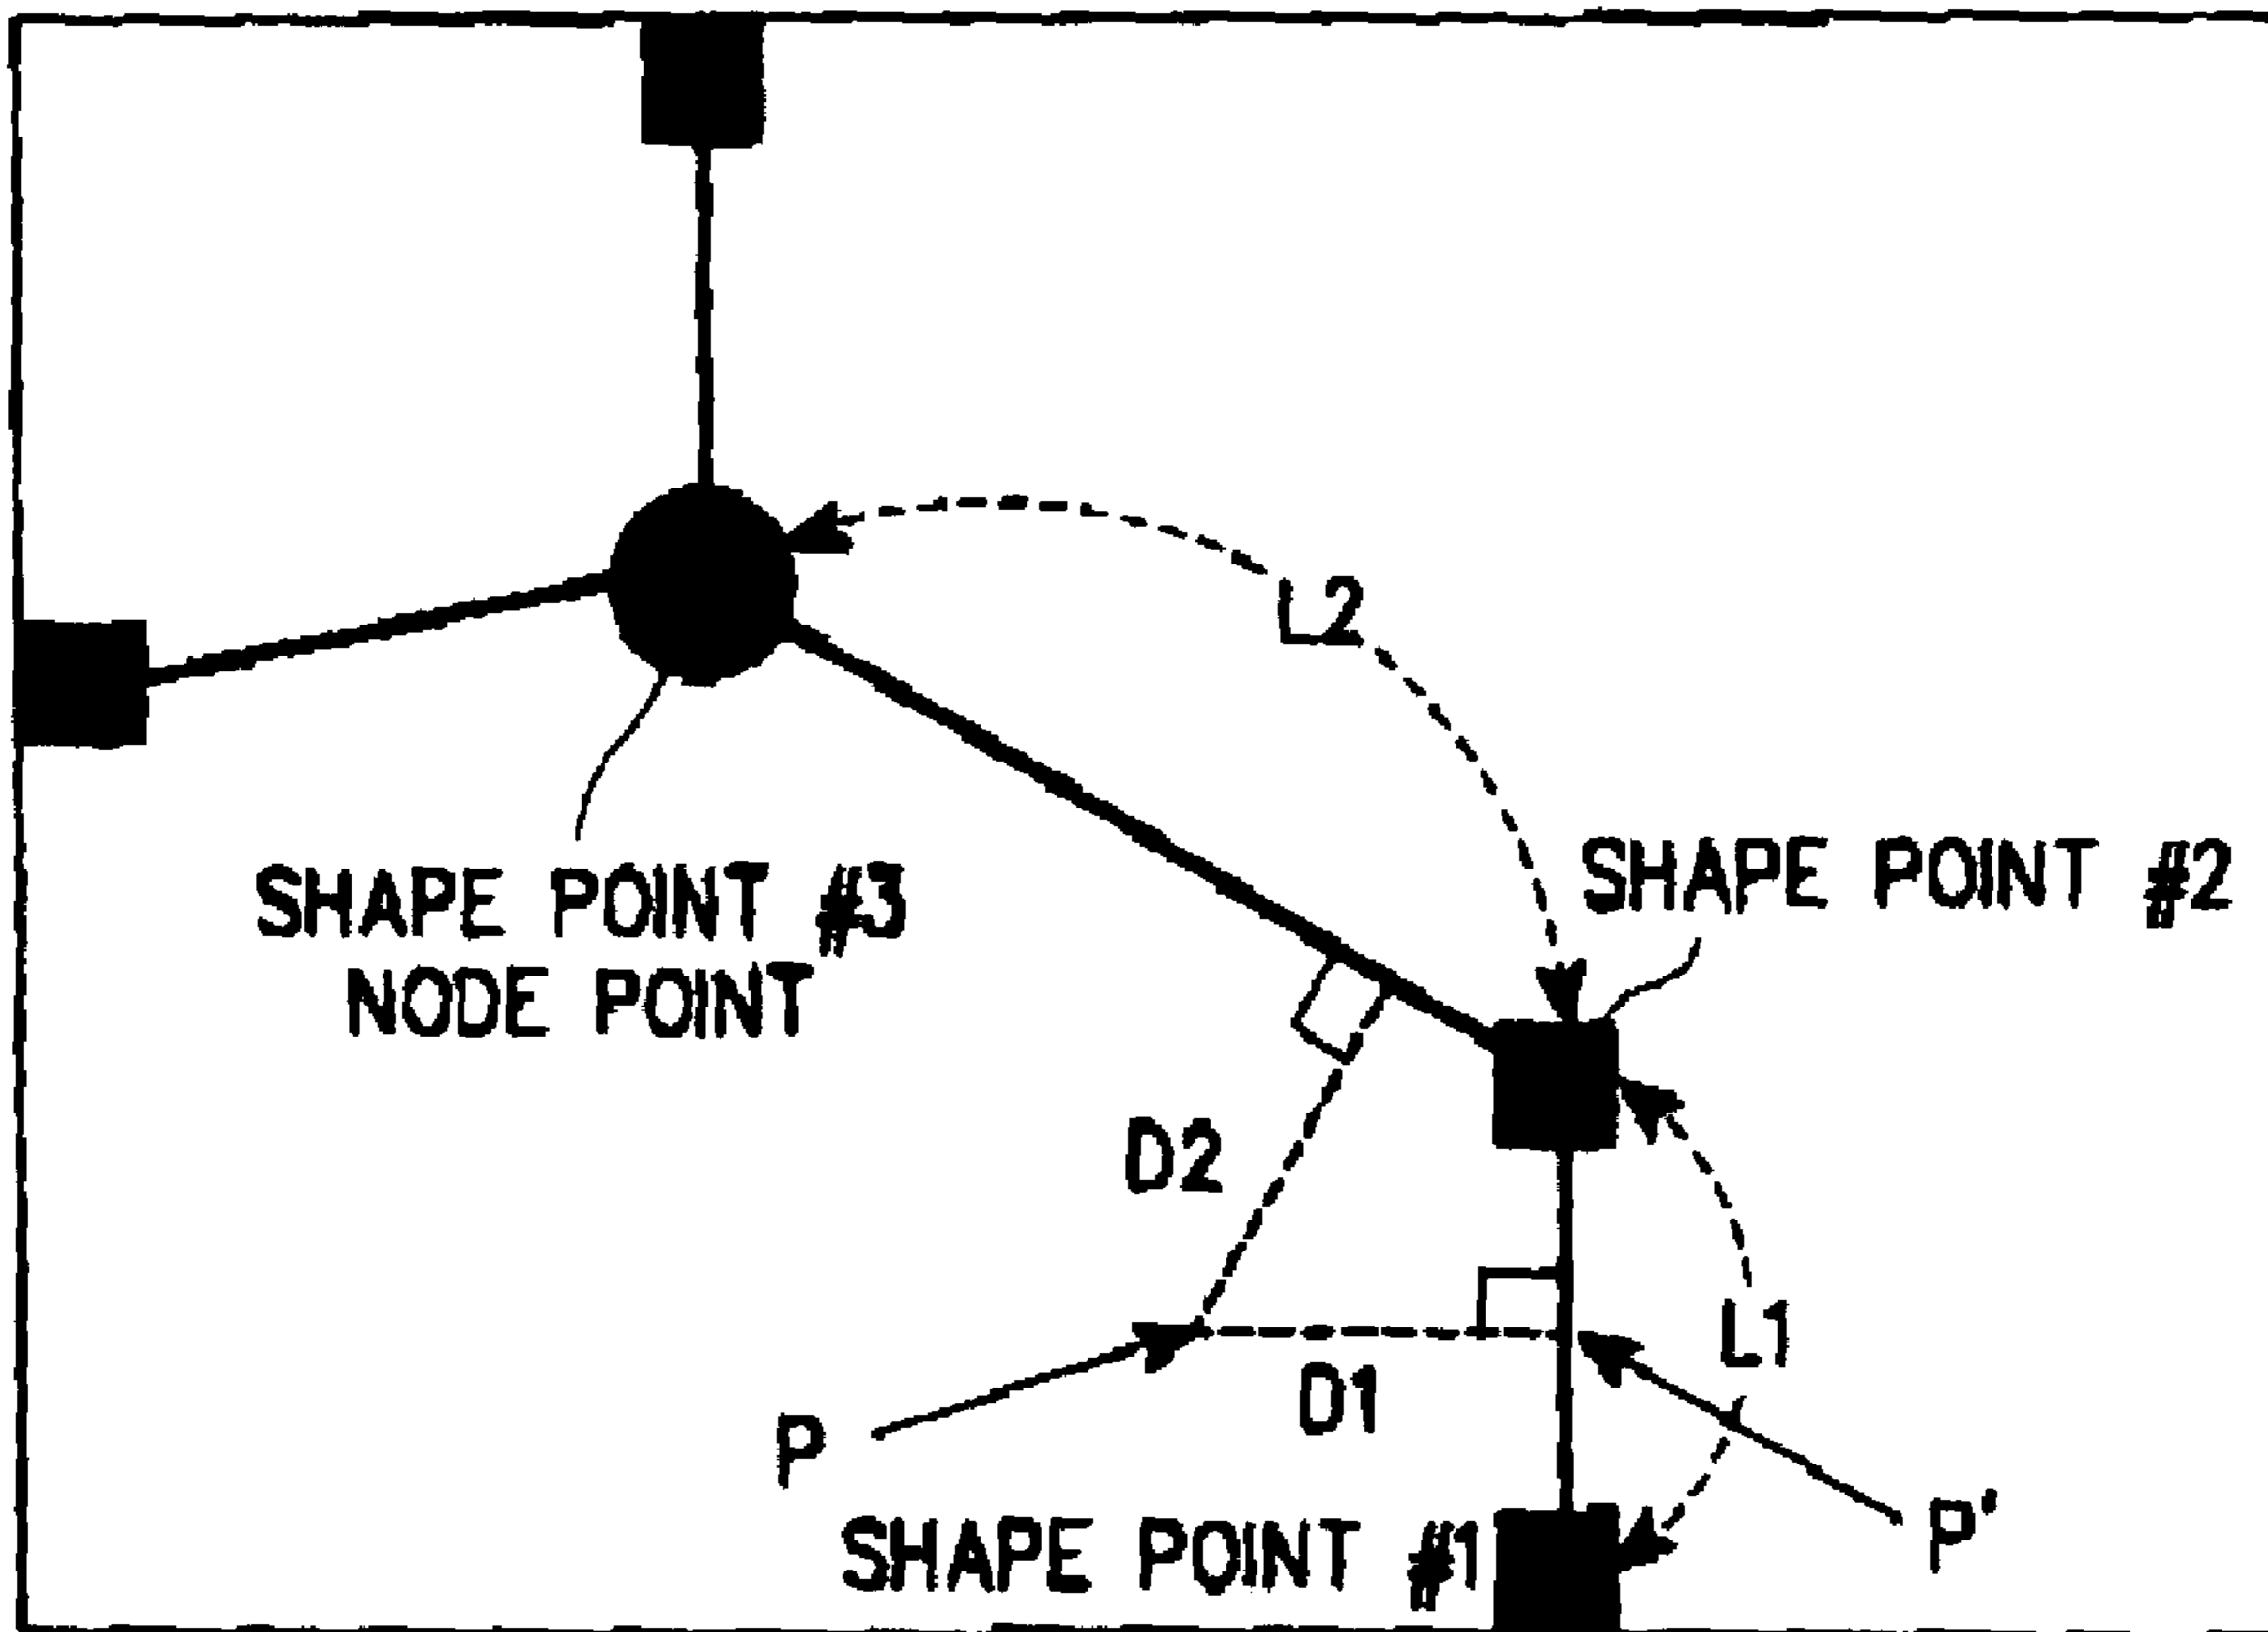 L2
SHAPE POINT #3
NODE POINT
SHAPE POINT #2
D2
L1
D1
P
P'
SHAPE POINT #1